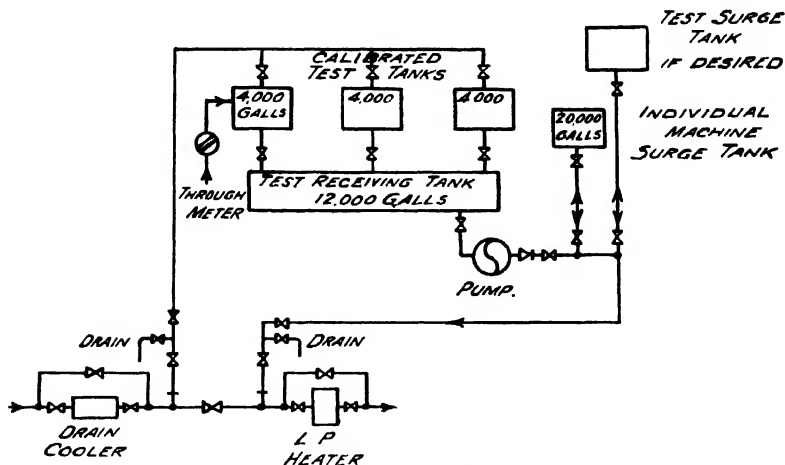 CALIBRATED
TEST TANKS
4,000
GALLS
4,000
4,000
THROUGH
METER
TEST RECEIVING TANK
12,000 GALLS
TEST SURGE
TANK
IF DESIRED
20,000
GALLS
INDIVIDUAL
MACHINE
SURGE TANK
PUMP.
DRAIN
DRAIN
DRAIN
COOLER
L P
HEATER